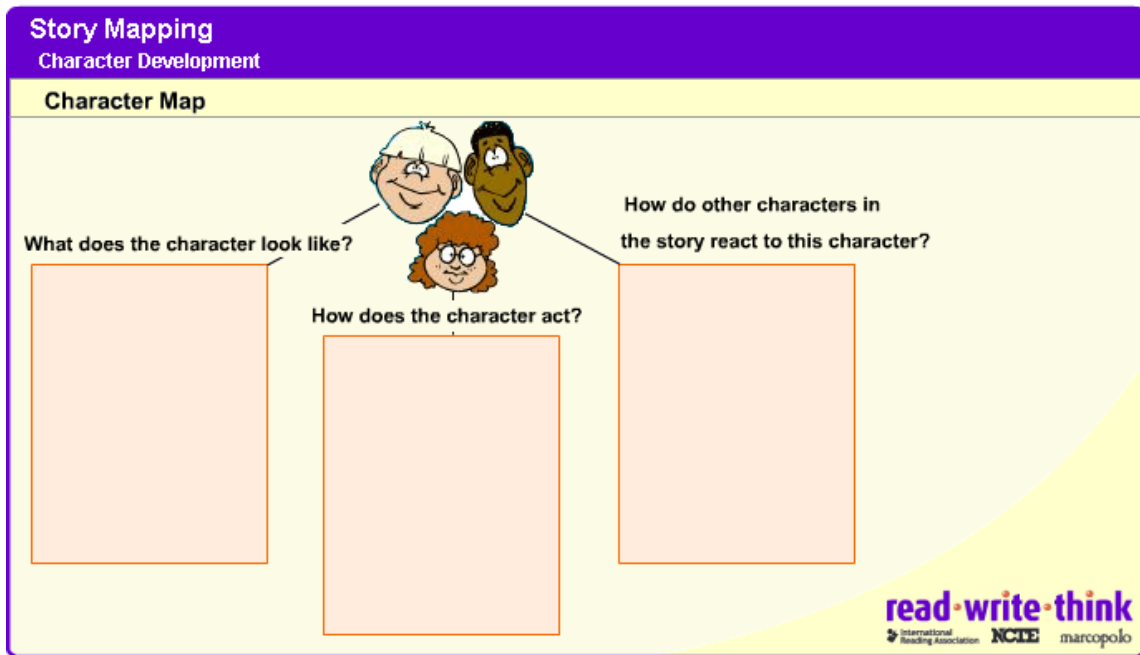 Story Mapping
Character Development
Character Map
What does the character look like?
How does the character act?
How do other characters in
the story react to this character?
read·write·think
International
Reading Association
NCTE
marcopolo